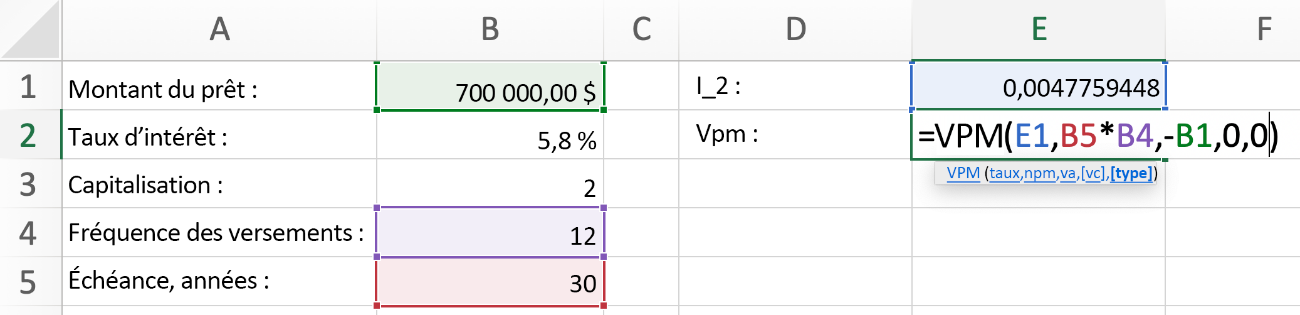 A B C D E F
1 Montant du prêt : 700 000,00 $ I_2 : 0,0047759448
2 Taux d’intérêt : 5,8 % Vpm : =VPM(E1,B5*B4,-B1,0,0)
VPM (taux,npm,va,[vc],[type])
3 Capitalisation : 2
4 Fréquence des versements : 12
5 Échéance, années : 30